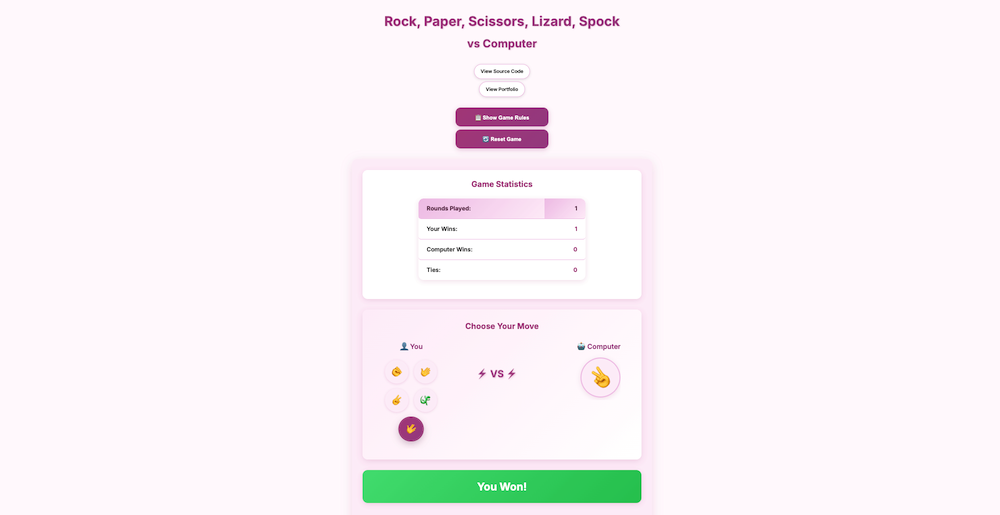 Rock, Paper, Scissors, Lizard, Spock
vs Computer
View Source Code
View Portfolio
Show Game Rules
Reset Game
Game Statistics
Rounds Played: 1
Your Wins: 1
Computer Wins: 0
Ties: 0
Choose Your Move
You
Computer
VS
You Won!